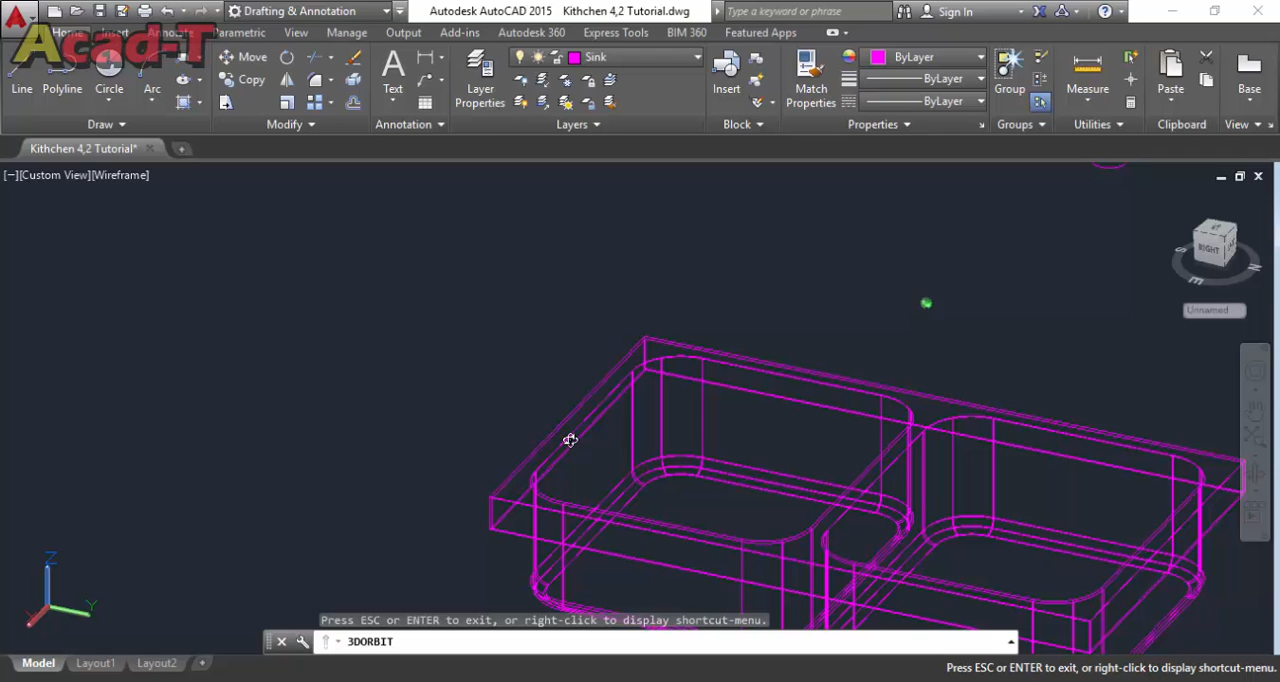 Drafting & Annotation
Autodesk AutoCAD 2015 Kithchen 4,2 Tutorial.dwg
Type a keyword or phrase
Sign In
Acad-T
Home Insert Annotate Parametric View Manage Output Add-ins Autodesk 360 Express Tools BIM 360 Featured Apps
Line Polyline Circle Arc
Move
Copy
Text
Layer Properties
Sink
Insert
Match Properties
ByLayer
ByLayer
ByLayer
Group
Measure
Paste
Base
Draw Modify Annotation Layers Block Properties Groups Utilities Clipboard View
Kithchen 4,2 Tutorial*
[−][Custom View][Wireframe]
RIGHT
S
E
N
Unnamed
Z
Y
Press ESC or ENTER to exit, or right-click to display shortcut-menu.
3DORBIT
Model Layout1 Layout2 +
Press ESC or ENTER to exit, or right-click to display shortcut-menu.